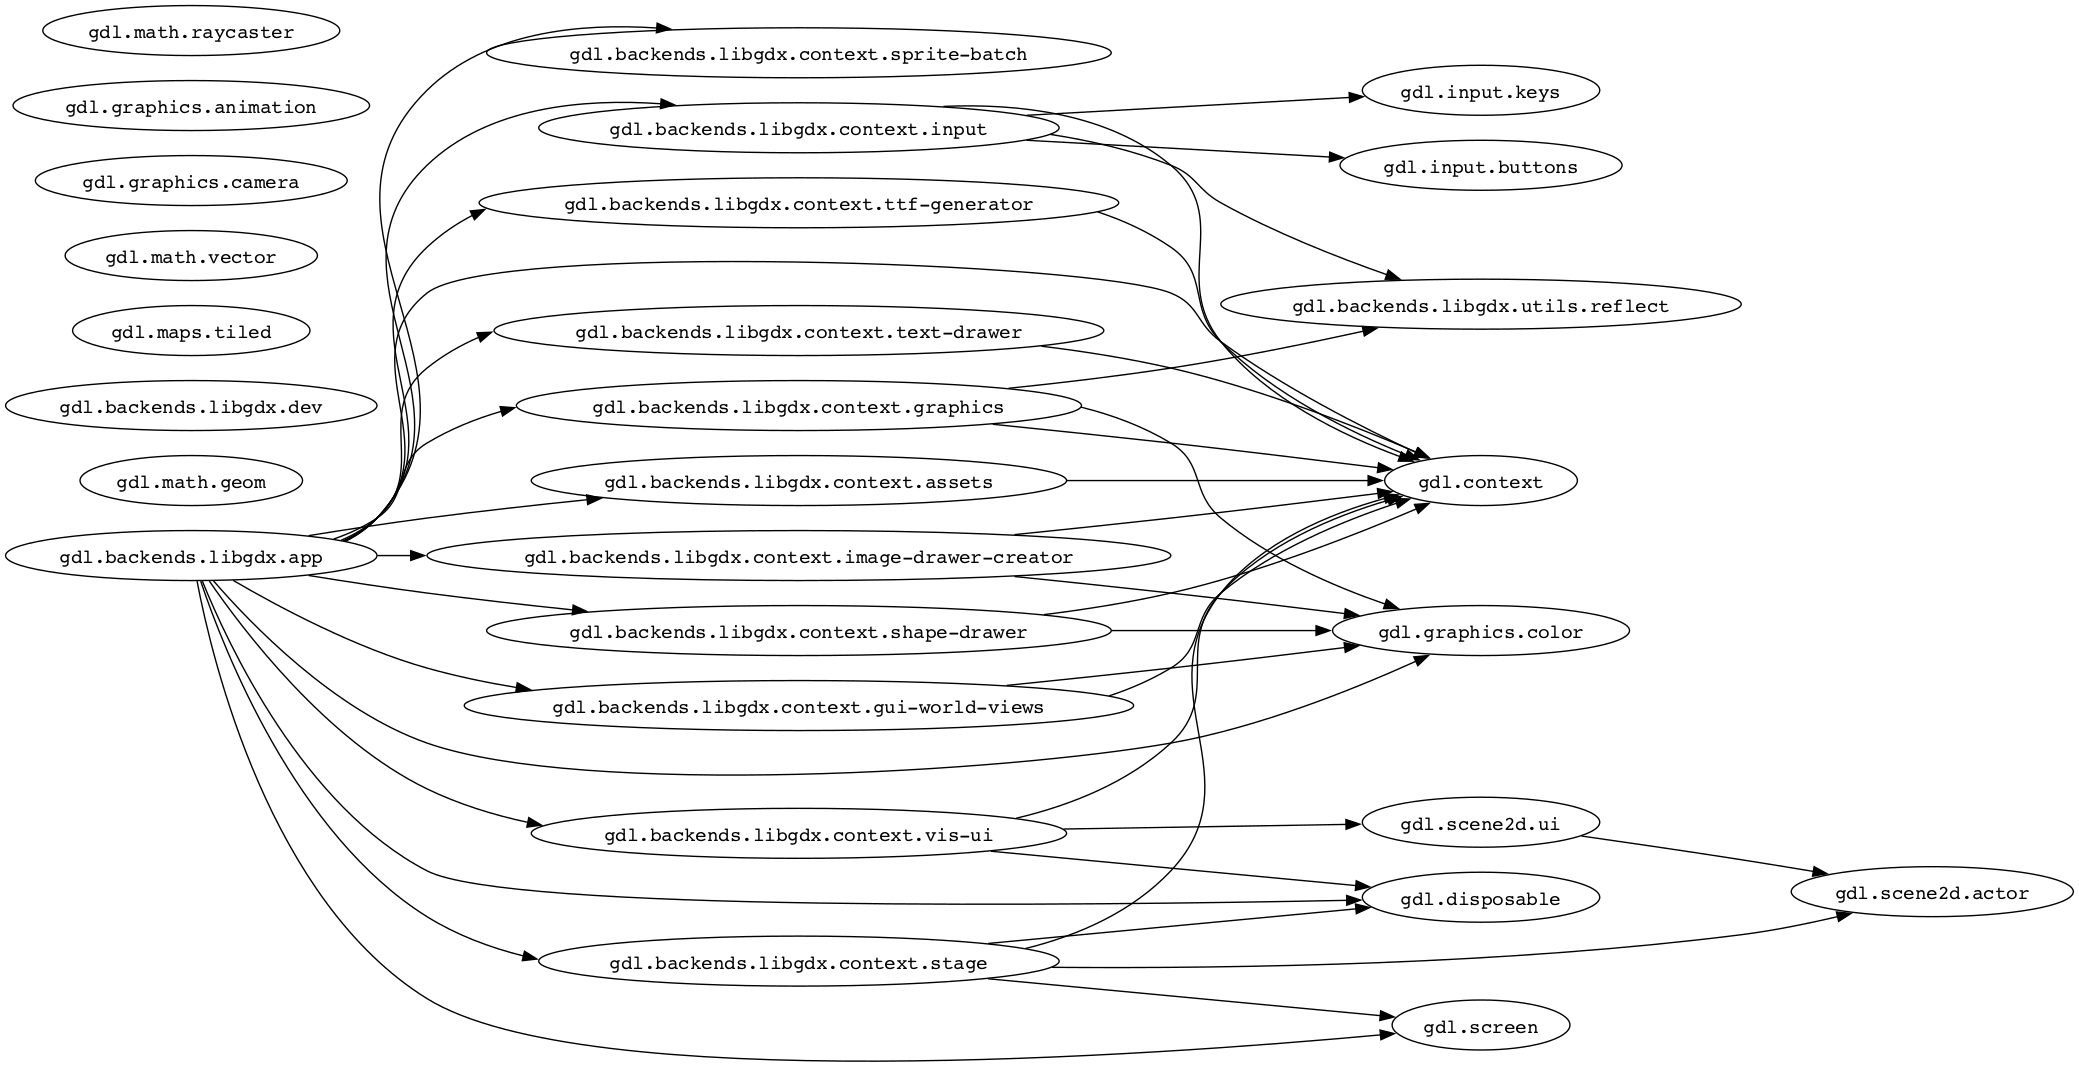 gdl.math.raycaster
gdl.graphics.animation
gdl.graphics.camera
gdl.math.vector
gdl.maps.tiled
gdl.backends.libgdx.dev
gdl.math.geom
gdl.backends.libgdx.app
gdl.backends.libgdx.context.sprite-batch
gdl.backends.libgdx.context.input
gdl.backends.libgdx.context.ttf-generator
gdl.backends.libgdx.context.text-drawer
gdl.backends.libgdx.context.graphics
gdl.backends.libgdx.context.assets
gdl.backends.libgdx.context.image-drawer-creator
gdl.backends.libgdx.context.shape-drawer
gdl.backends.libgdx.context.gui-world-views
gdl.backends.libgdx.context.vis-ui
gdl.backends.libgdx.context.stage
gdl.input.keys
gdl.input.buttons
gdl.backends.libgdx.utils.reflect
gdl.context
gdl.graphics.color
gdl.scene2d.ui
gdl.disposable
gdl.screen
gdl.scene2d.actor